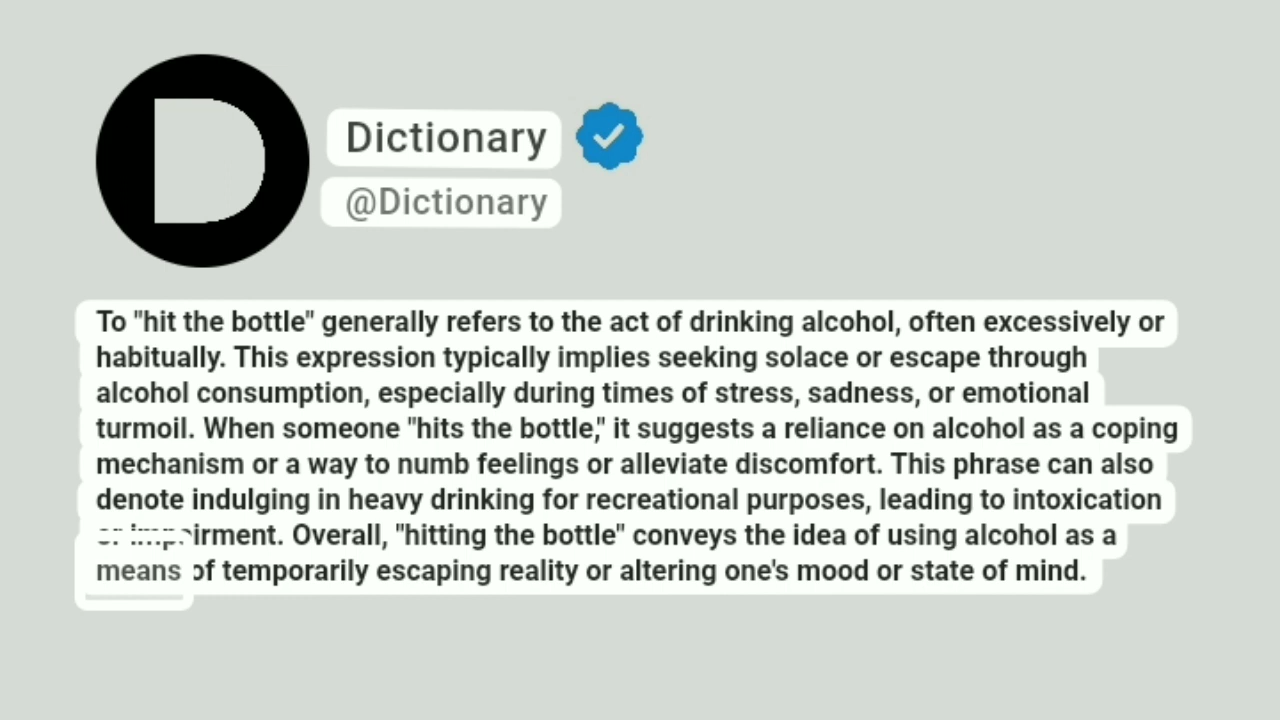 D
Dictionary
@Dictionary
To "hit the bottle" generally refers to the act of drinking alcohol, often excessively or
habitually. This expression typically implies seeking solace or escape through
alcohol consumption, especially during times of stress, sadness, or emotional
turmoil. When someone "hits the bottle," it suggests a reliance on alcohol as a coping
mechanism or a way to numb feelings or alleviate discomfort. This phrase can also
denote indulging in heavy drinking for recreational purposes, leading to intoxication
or impairment. Overall, "hitting the bottle" conveys the idea of using alcohol as a
means of temporarily escaping reality or altering one's mood or state of mind.